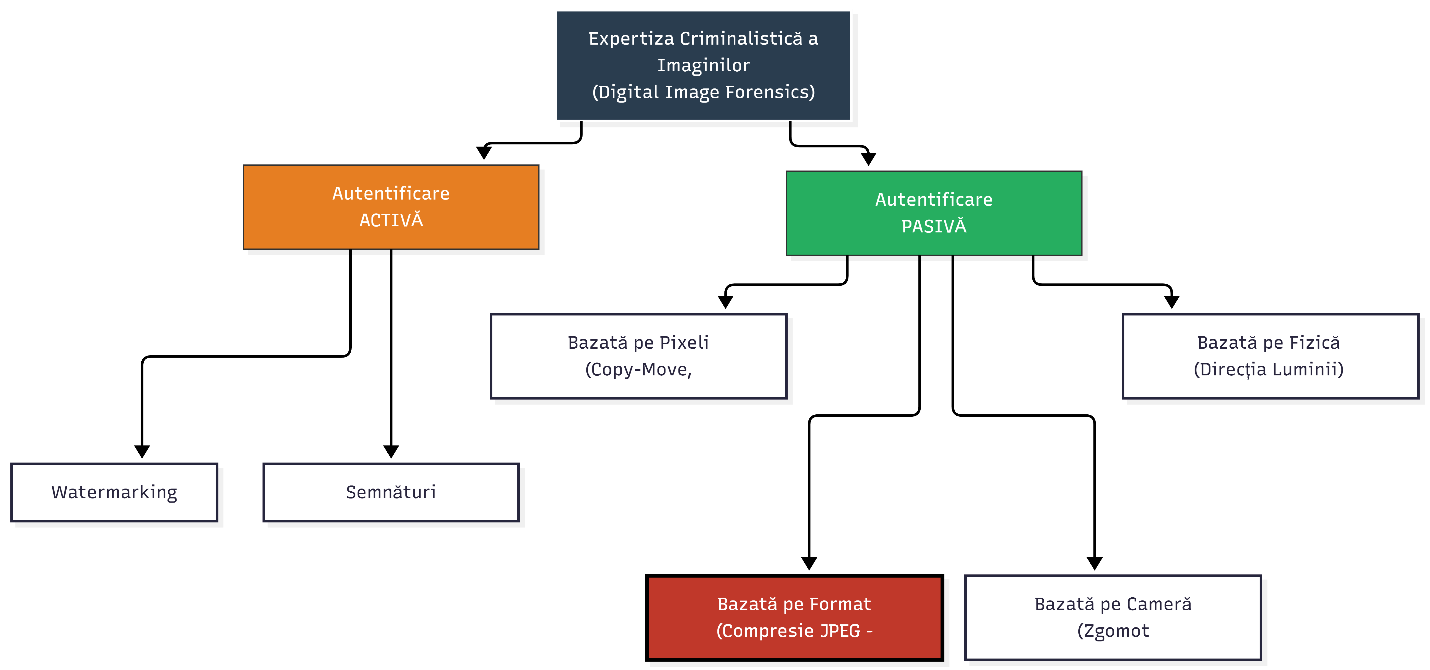 Expertiza Criminalistică a
Imaginilor
(Digital Image Forensics)
Autentificare
ACTIVĂ
Autentificare
PASIVĂ
Bazată pe Pixeli
(Copy-Move,
Bazată pe Fizică
(Direcția Luminii)
Watermarking
Semnături
Bazată pe Format
(Compresie JPEG -
Bazată pe Cameră
(Zgomot